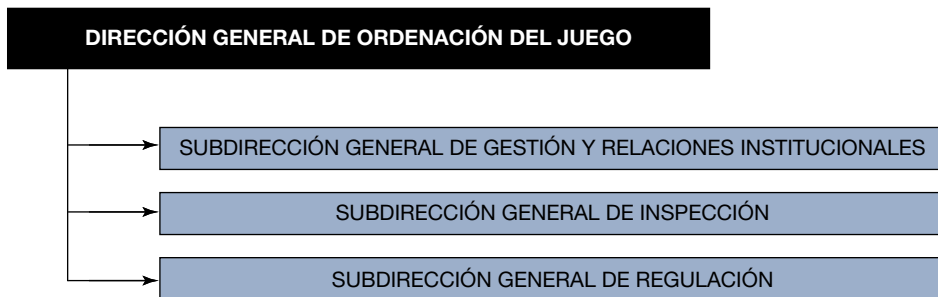 DIRECCIÓN GENERAL DE ORDENACIÓN DEL JUEGO
SUBDIRECCIÓN GENERAL DE GESTIÓN Y RELACIONES INSTITUCIONALES
SUBDIRECCIÓN GENERAL DE INSPECCIÓN
SUBDIRECCIÓN GENERAL DE REGULACIÓN